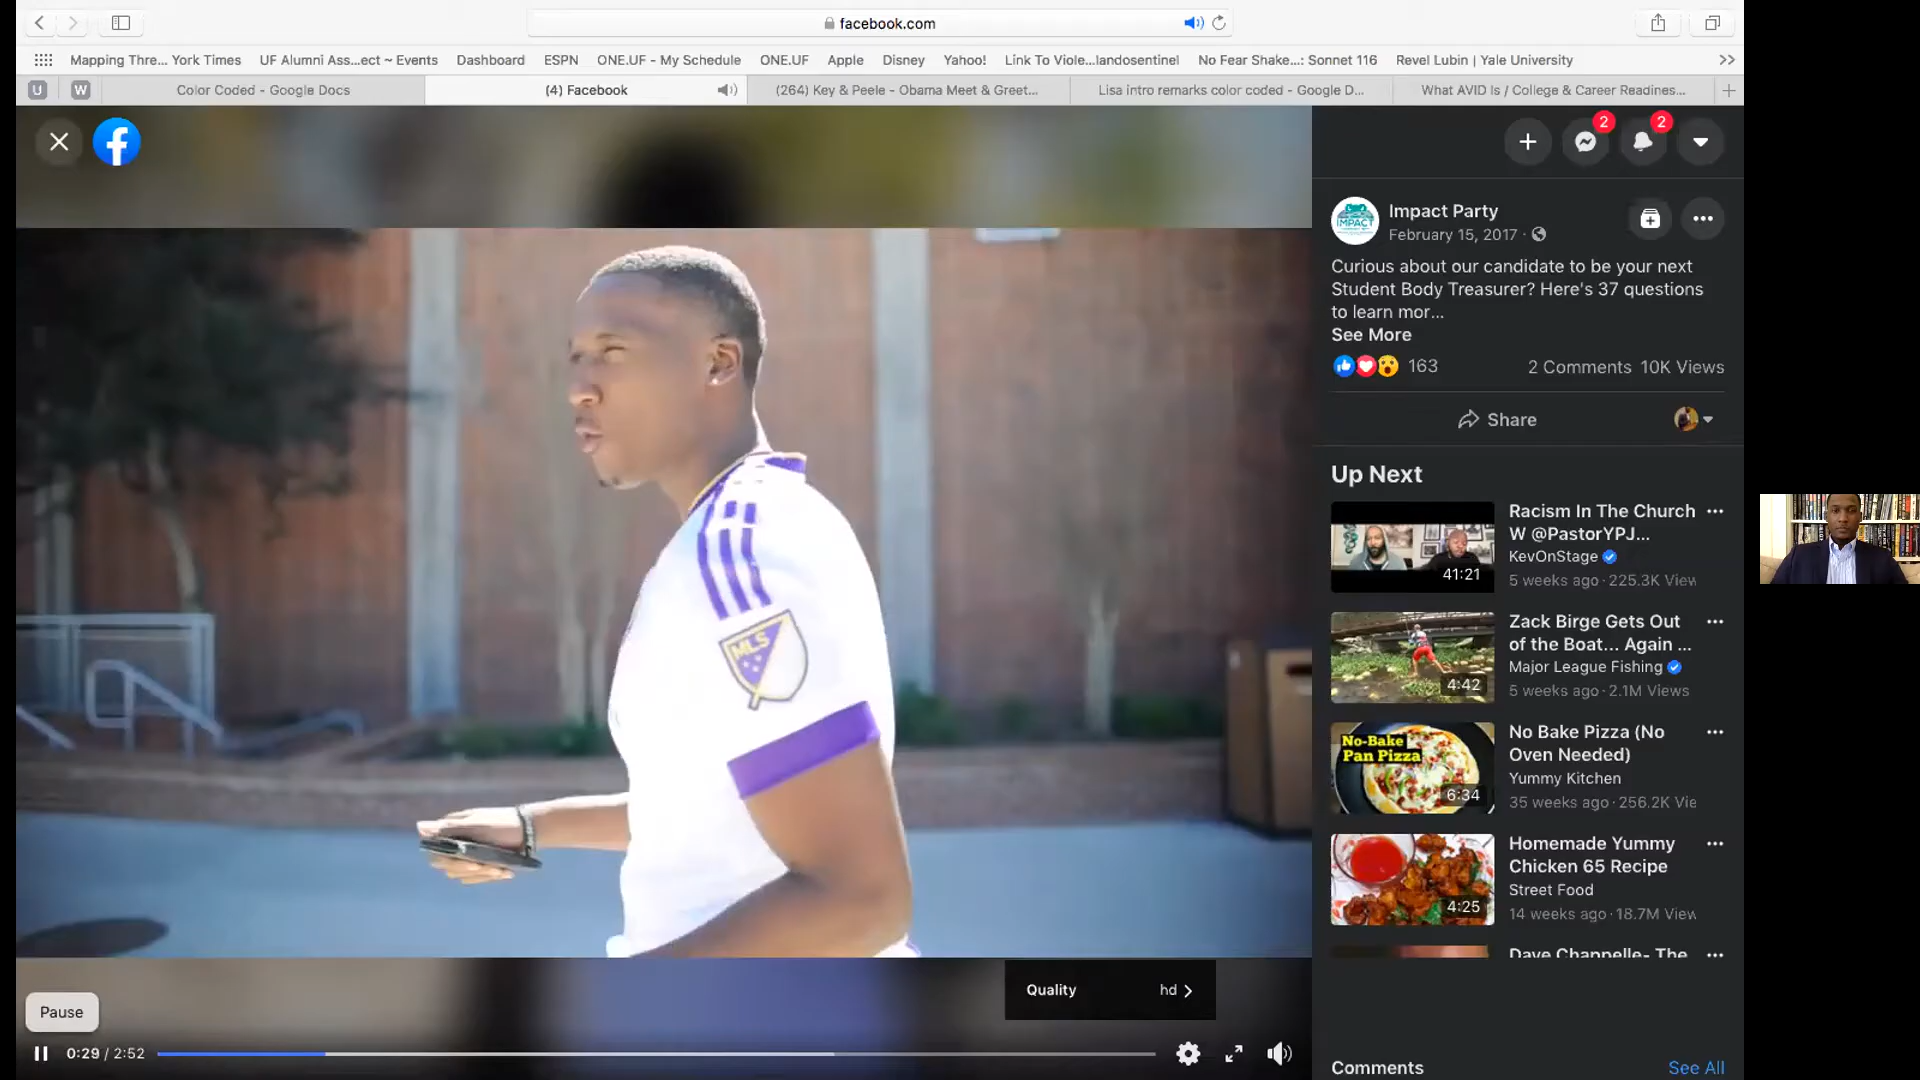 facebook.com
Mapping Thre... York Times
UF Alumni Ass...ect ~ Events
Dashboard
ESPN
ONE.UF - My Schedule
ONE.UF
Apple
Disney
Yahoo!
Link To Viole...landosentinel
No Fear Shake...: Sonnet 116
Revel Lubin | Yale University
U
W
Color Coded - Google Docs
(4) Facebook
(264) Key & Peele - Obama Meet & Greet...
Lisa intro remarks color coded - Google D...
What AVID Is / College & Career Readines...
2
2
Impact Party
February 15, 2017 ·
Curious about our candidate to be your next
Student Body Treasurer? Here's 37 questions
to learn mor...
See More
163
2 Comments 10K Views
Share
Up Next
Racism In The Church
W @PastorYPJ...
KevOnStage
5 weeks ago · 225.3K View
41:21
Zack Birge Gets Out
of the Boat... Again ...
Major League Fishing
5 weeks ago · 2.1M Views
4:42
No Bake Pizza (No
Oven Needed)
Yummy Kitchen
35 weeks ago · 256.2K Vie
No-Bake
Pan Pizza
6:34
Homemade Yummy
Chicken 65 Recipe
Street Food
14 weeks ago · 18.7M View
4:25
Dave Chappelle- The
Comments
See All
IMPACT
MLS
Quality
hd
Pause
0:29 / 2:52